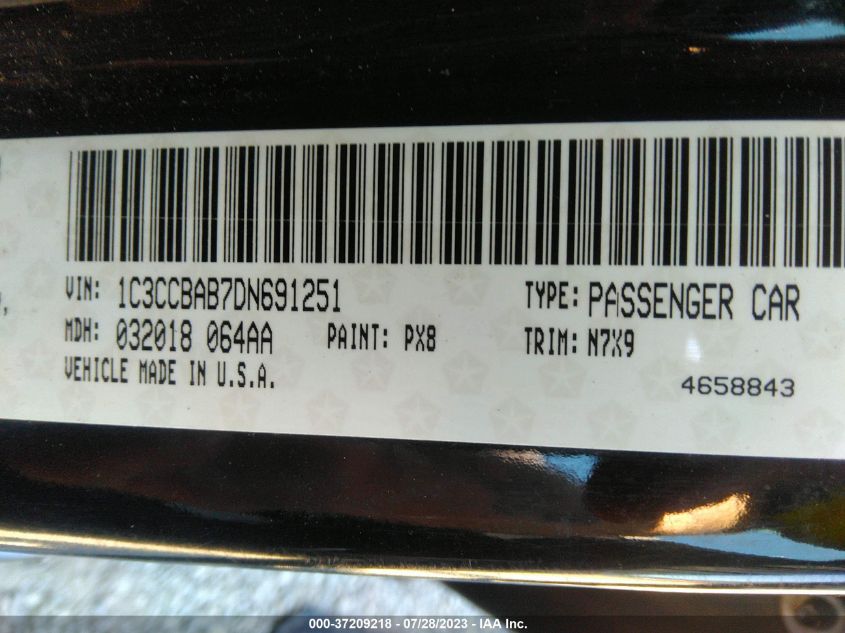 VIN: 1C3CCBAB7DN691251 TYPE: PASSENGER CAR
MDH: 032018 064AA PAINT: PX8 TRIM: N7X9
VEHICLE MADE IN U.S.A.
4658843
000-37209218 - 07/28/2023 - IAA Inc.